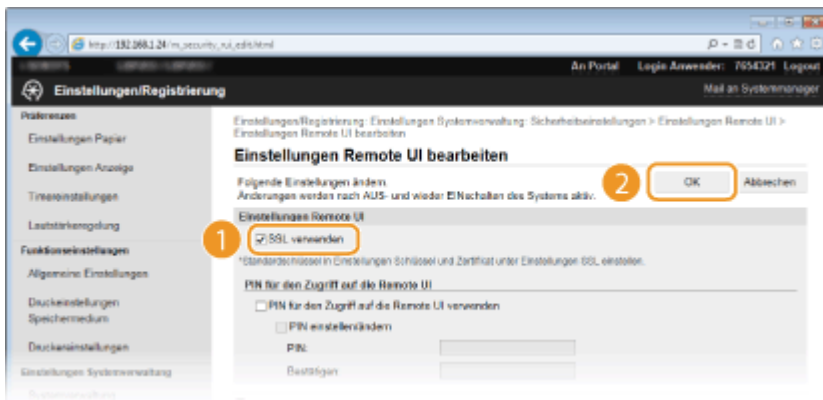 http://192.168.1.24/m_security_rui_edit.html
An Portal Login Anwender: 7654321 Logout
Einstellungen/Registrierung
Mail an Systemmanager
Präferenzen
Einstellungen Papier
Einstellungen Anzeige
Timereinstellungen
Lautstärkeregelung
Funktionseinstellungen
Allgemeine Einstellungen
Druckeinstellungen
Speichermedium
Druckereinstellungen
Einstellungen Systemverwaltung
Systemverwaltung
Einstellungen/Registrierung: Einstellungen Systemverwaltung: Sicherheitseinstellungen > Einstellungen Remote UI >
Einstellungen Remote UI bearbeiten
Einstellungen Remote UI bearbeiten
Folgende Einstellungen ändern.
Änderungen werden nach AUS- und wieder EINschalten des Systems aktiv.
2
OK
Abbrechen
Einstellungen Remote UI
1
SSL verwenden
*Standardschlüssel in Einstellungen Schlüssel und Zertifikat unter Einstellungen SSL einstellen.
PIN für den Zugriff auf die Remote UI
PIN für den Zugriff auf die Remote UI verwenden
PIN einstellen/ändern
PIN:
Bestätigen: